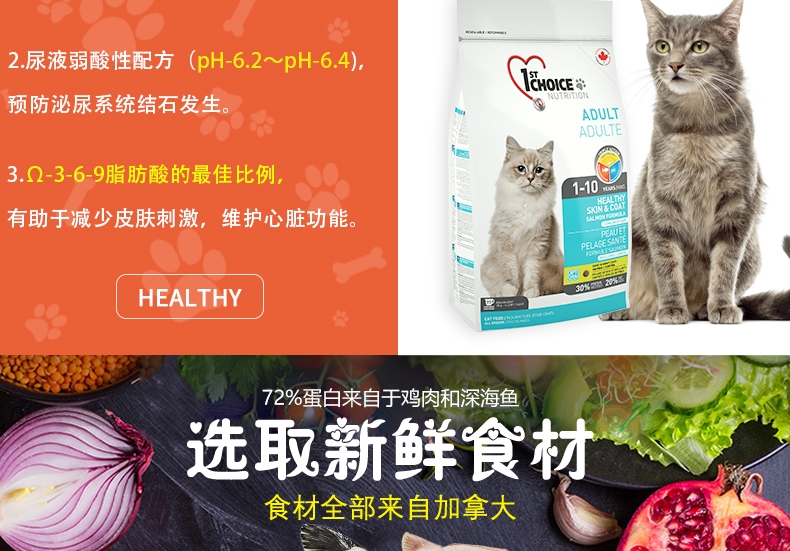 2.尿液弱酸性配方（pH-6.2～pH-6.4),
预防泌尿系统结石发生。
3.Ω-3-6-9脂肪酸的最佳比例,
有助于减少皮肤刺激，维护心脏功能。
HEALTHY
1ST
CHOICE
NUTRITION
ADULT
ADULTE
1-10
HEALTHY
SKIN & COAT
SALMON FORMULA
PEAU ET
PELAGE SANTÉ
FORMULE SAUMON
30%
20%
72%蛋白来自于鸡肉和深海鱼
选取新鲜食材
食材全部来自加拿大